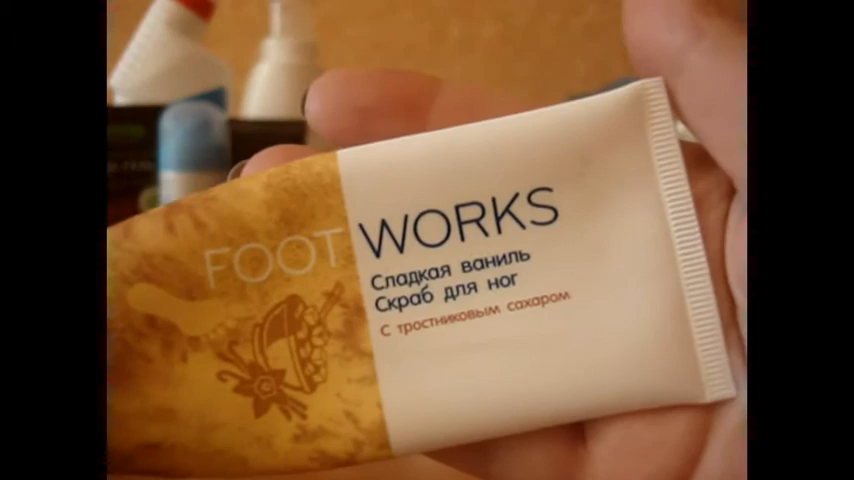 FOOT WORKS
Сладкая ваниль
Скраб для ног
С тростниковым сахаром